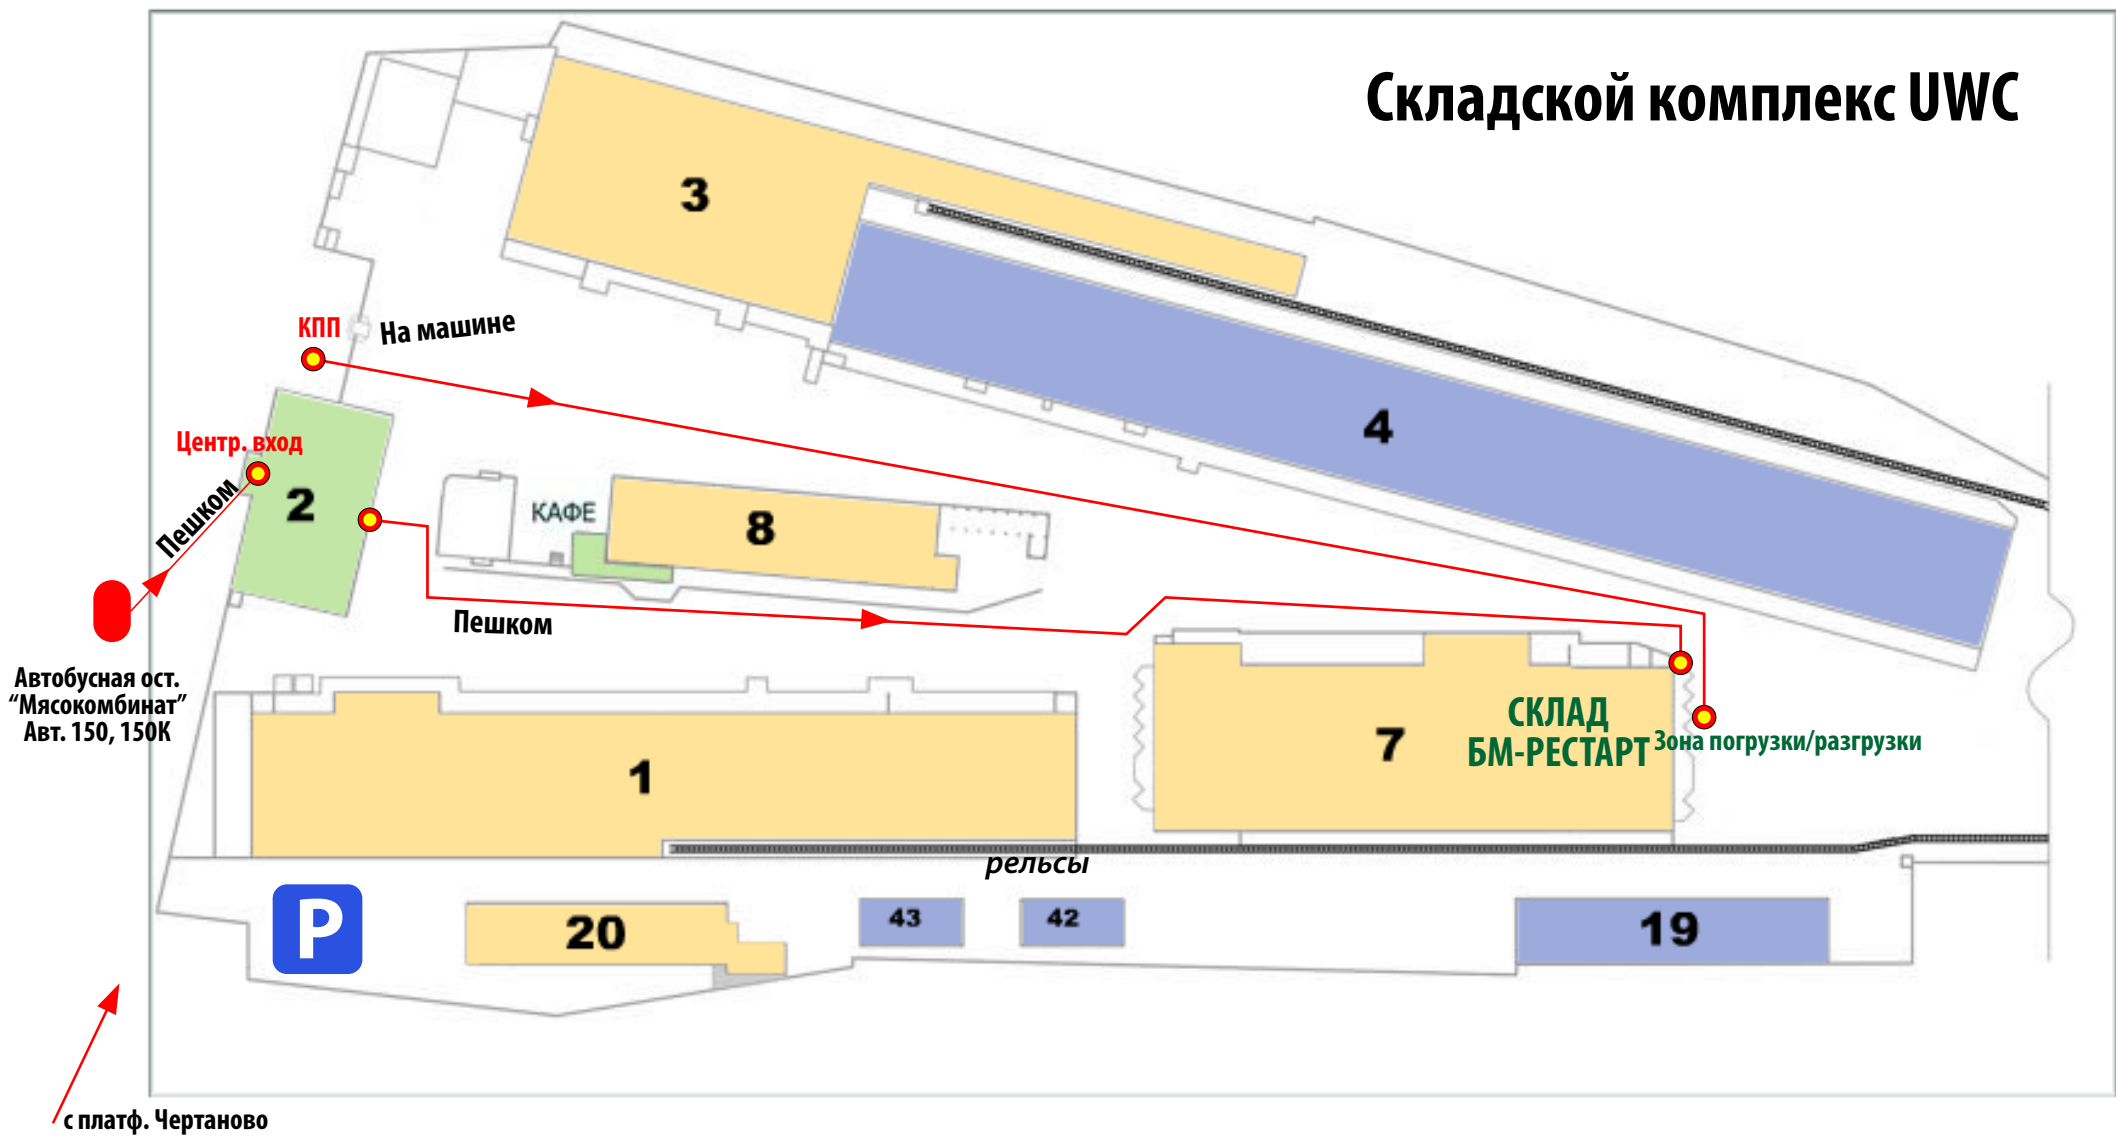 Складской комплекс UWC
3
КПП
На машине
4
Центр. вход
2
Пешком
КАФЕ
8
Пешком
Автобусная ост.
“Мясокомбинат”
Авт. 150, 150К
1
7
СКЛАД
БМ-РЕСТАРТ
Зона погрузки/разгрузки
рельсы
P
20
43
42
19
с платф. Чертаново